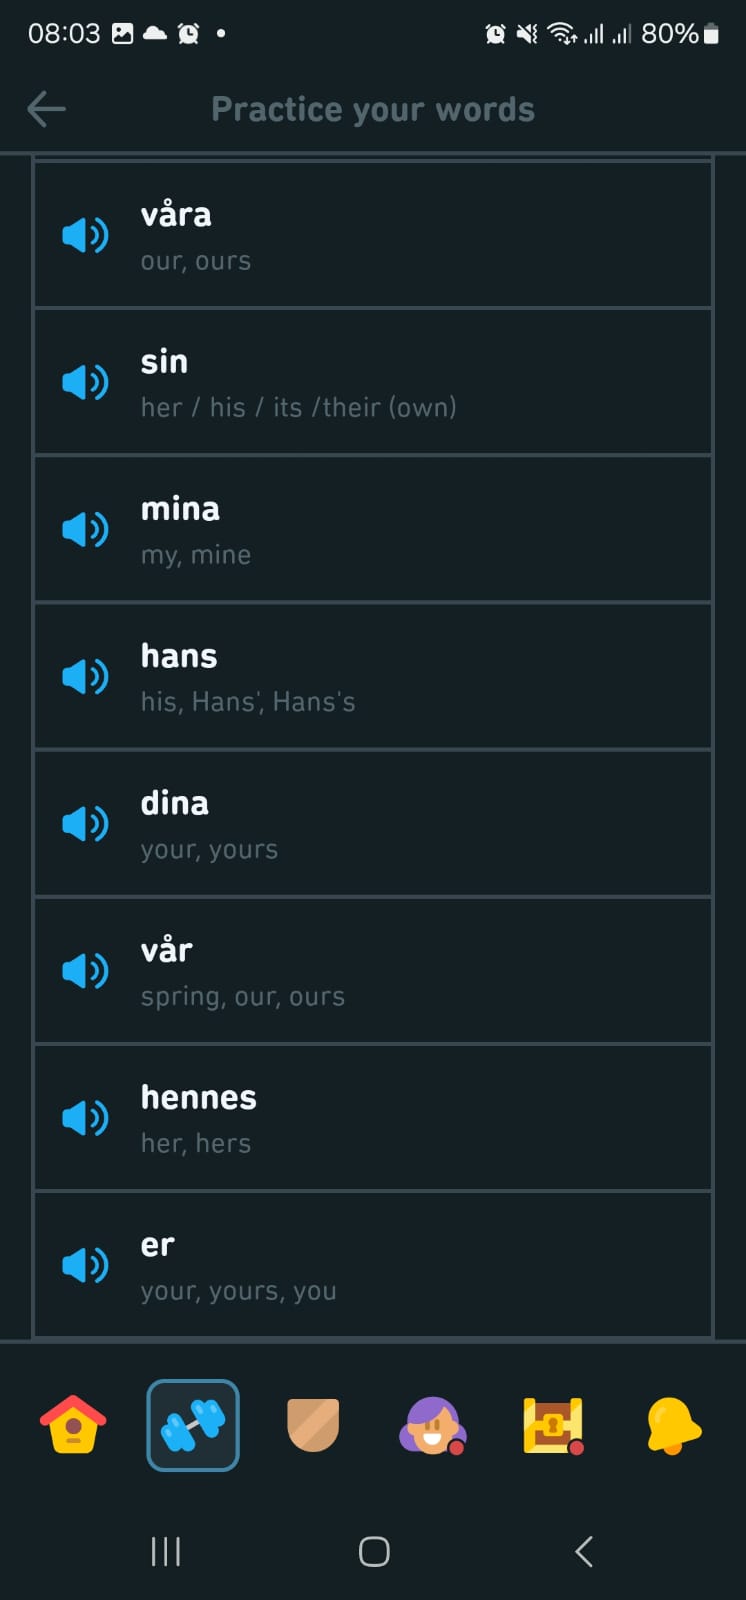 08:03
80%
Practice your words
våra
our, ours
sin
her / his / its /their (own)
mina
my, mine
hans
his, Hans', Hans's
dina
your, yours
vår
spring, our, ours
hennes
her, hers
er
your, yours, you